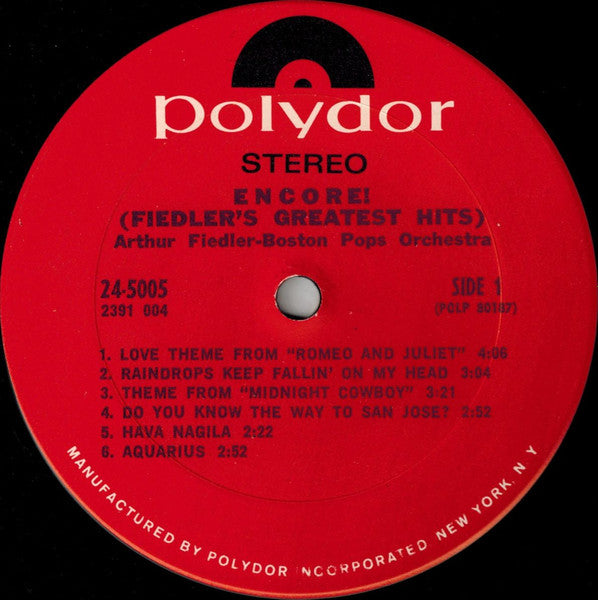 polydor
STEREO
ENCORE!
(FIEDLER'S GREATEST HITS)
Arthur Fiedler-Boston Pops Orchestra
24-5005 SIDE 1
2391 004 (POLP 90187)
1. LOVE THEME FROM "ROMEO AND JULIET" 4:06
2. RAINDROPS KEEP FALLIN' ON MY HEAD 3:04
3. THEME FROM "MIDNIGHT COWBOY" 3:21
4. DO YOU KNOW THE WAY TO SAN JOSE? 2:52
5. HAVA NAGILA 2:22
6. AQUARIUS 2:52
MANUFACTURED BY POLYDOR INCORPORATED NEW YORK, N Y